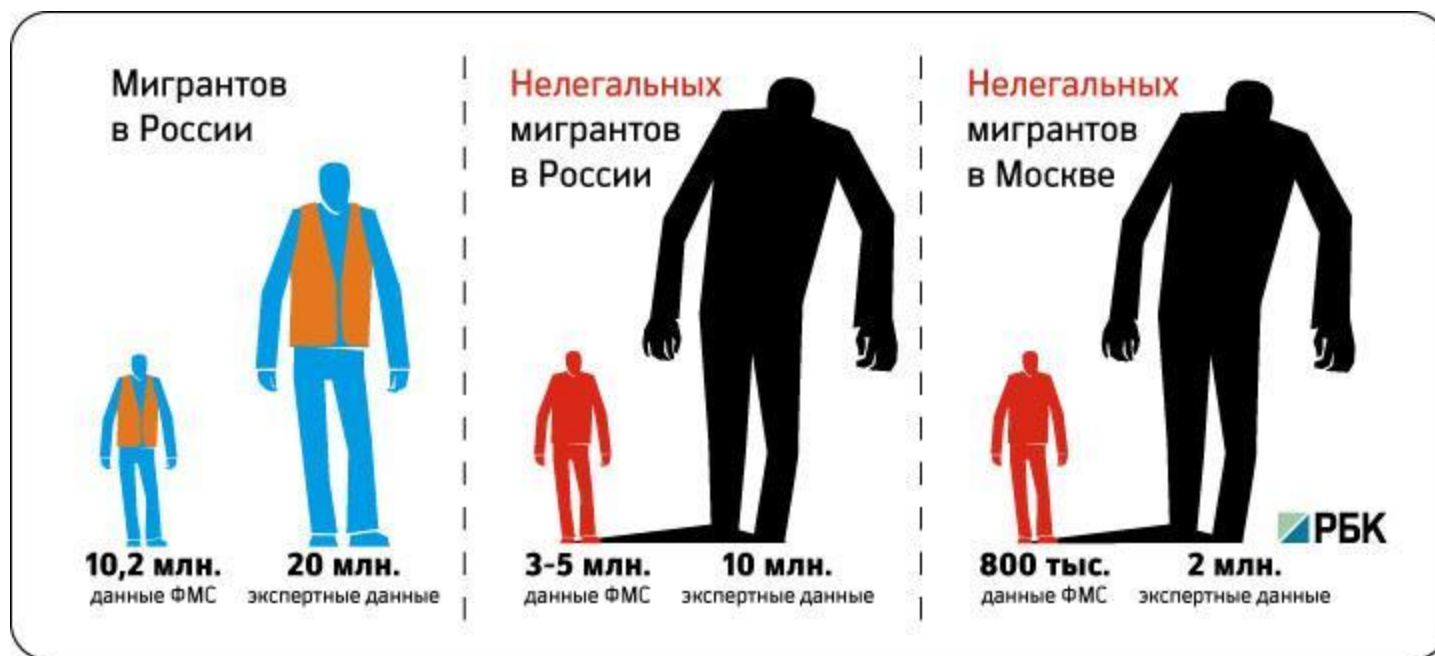 Мигрантов
в России
10,2 млн.
данные ФМС
20 млн.
экспертные данные
Нелегальных
мигрантов
в России
3-5 млн.
данные ФМС
10 млн.
экспертные данные
Нелегальных
мигрантов
в Москве
800 тыс.
данные ФМС
2 млн.
экспертные данные
РБК